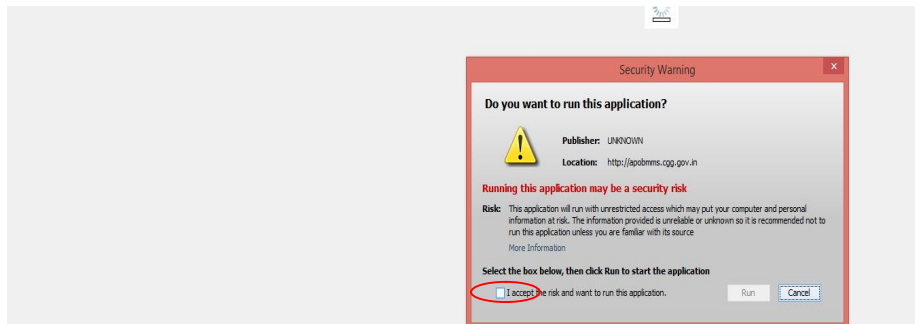 Security Warning
x
Do you want to run this application?
Publisher: UNKNOWN
Location: http://apobmms.cgg.gov.in
Running this application may be a security risk
Risk: This application will run with unrestricted access which may put your computer and personal
information at risk. The information provided is unreliable or unknown so it is recommended not to
run this application unless you are familiar with its source
More Information
Select the box below, then click Run to start the application
I accept the risk and want to run this application.
Run
Cancel